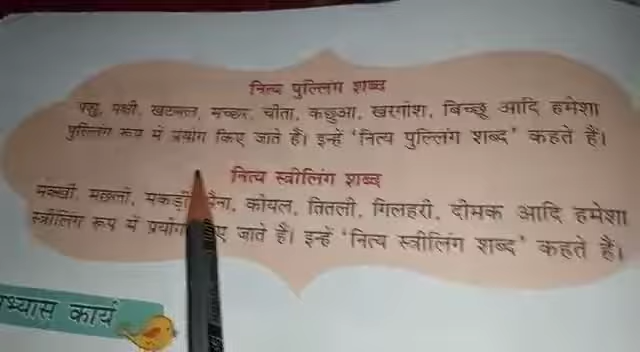 नित्य पुल्लिंग शब्द
पशु, पक्षी, खटमल, मच्छर, चीता, कछुआ, खरगोश, बिच्छू आदि हमेशा
पुल्लिंग रूप में प्रयोग किए जाते हैं। इन्हें 'नित्य पुल्लिंग शब्द' कहते हैं।
नित्य स्त्रीलिंग शब्द
मक्खी, मछली, मकड़ी, मैना, कोयल, तितली, गिलहरी, दीमक आदि हमेशा
स्त्रीलिंग रूप में प्रयोग किए जाते हैं। इन्हें 'नित्य स्त्रीलिंग शब्द' कहते हैं।
भ्यास कार्य